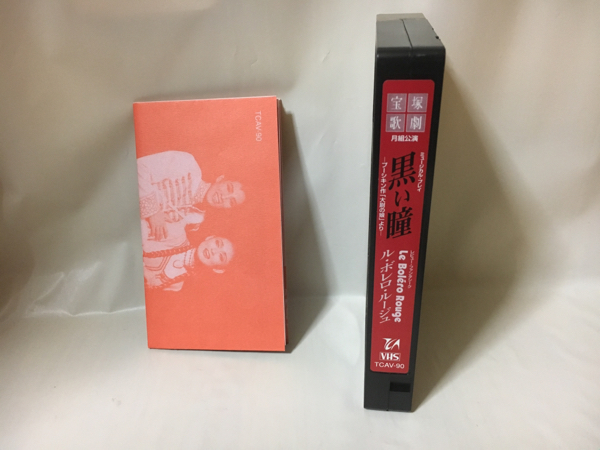 TCAV-90
宝塚
歌劇
月組公演
ミュージカル・プレイ
黒い瞳
―プーシキン作「大尉の娘」より―
レビュー・ファンタシーク
Le Boléro Rouge
ル・ボレロ・ルージュ
VHS
TCAV-90